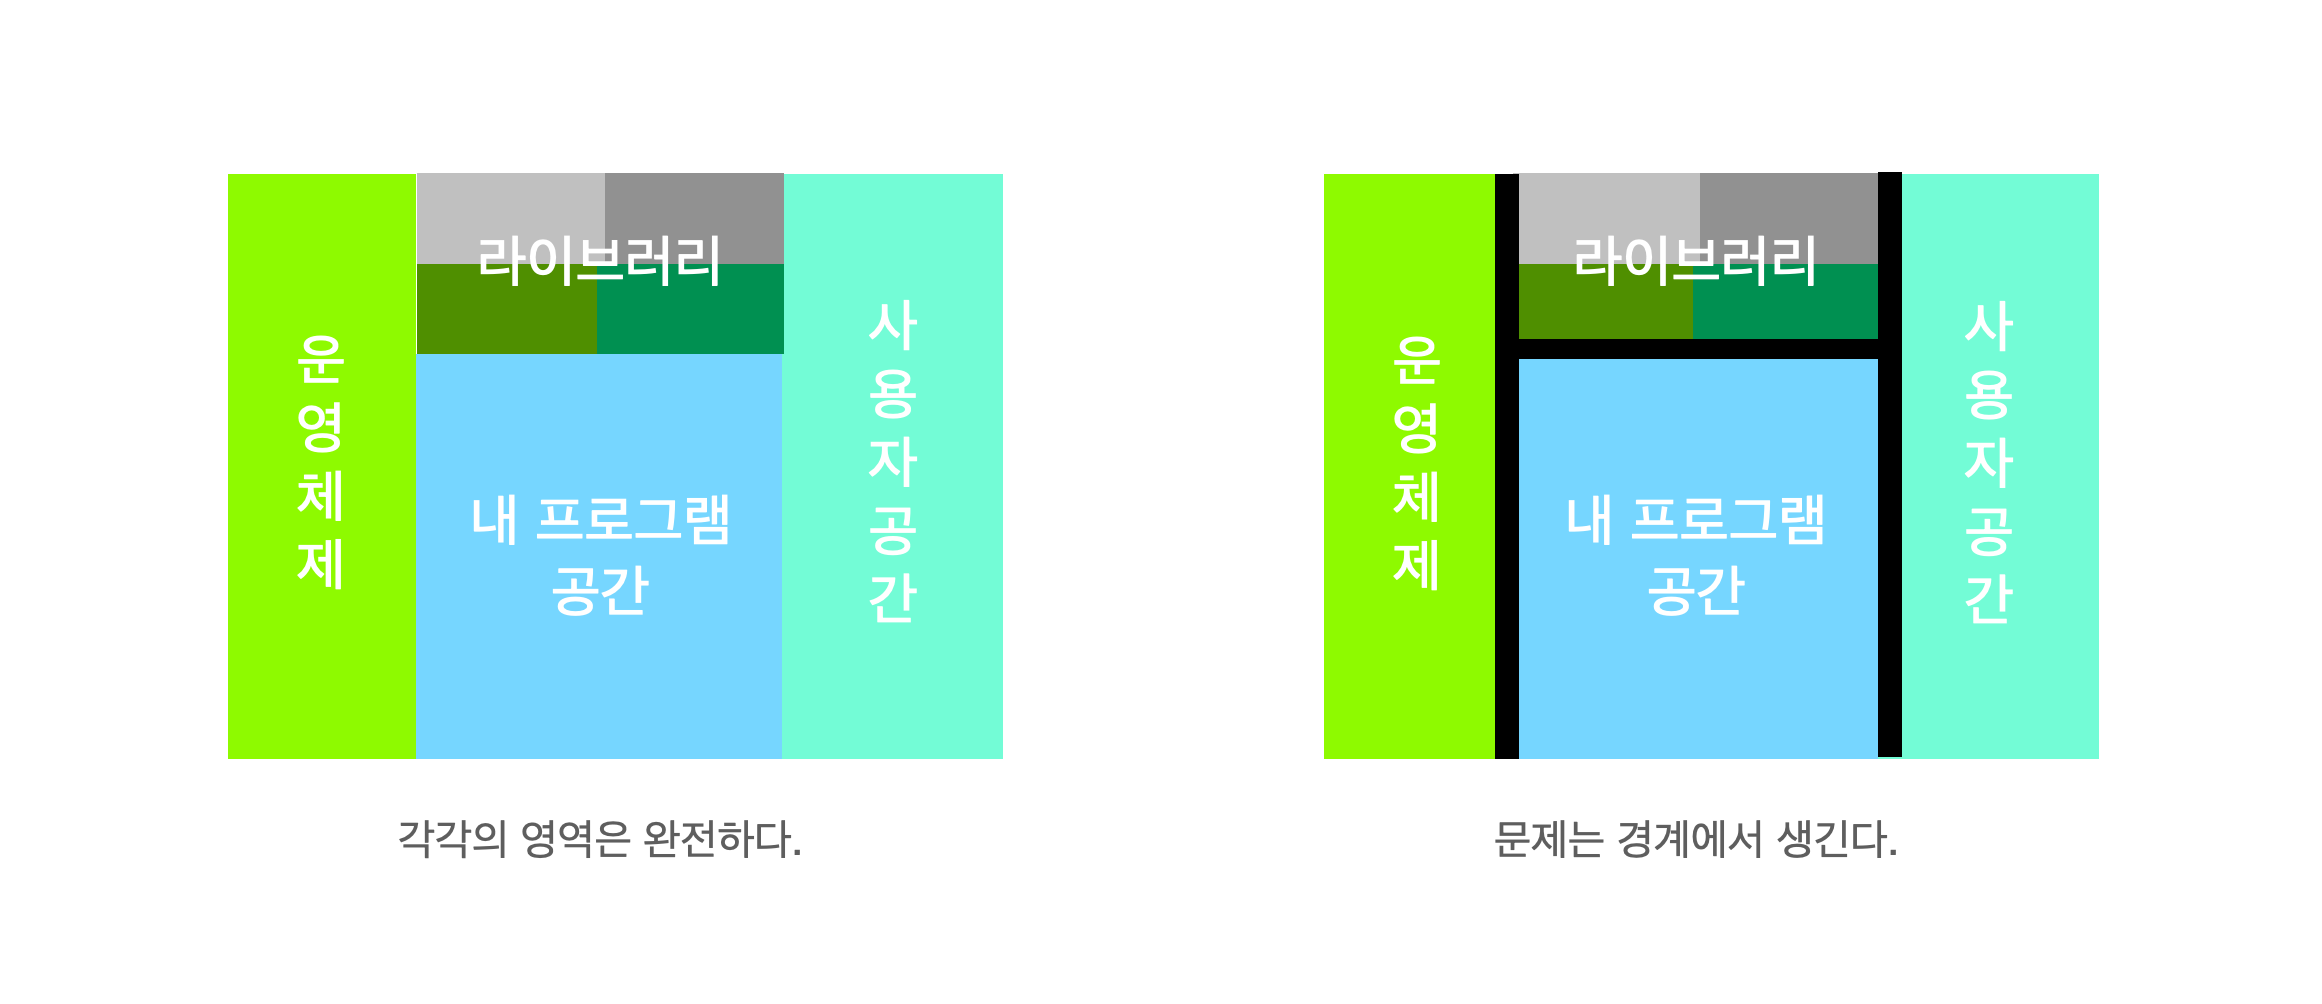 운영체제
라이브러리
내 프로그램
공간
사용자공간
각각의 영역은 완전하다.
운영체제
라이브러리
내 프로그램
공간
사용자공간
문제는 경계에서 생긴다.